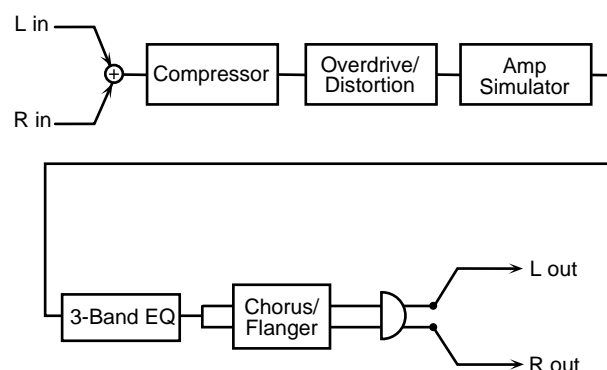 L in
R in
+
Compressor
Overdrive/
Distortion
Amp
Simulator
3-Band EQ
Chorus/
Flanger
L out
R out